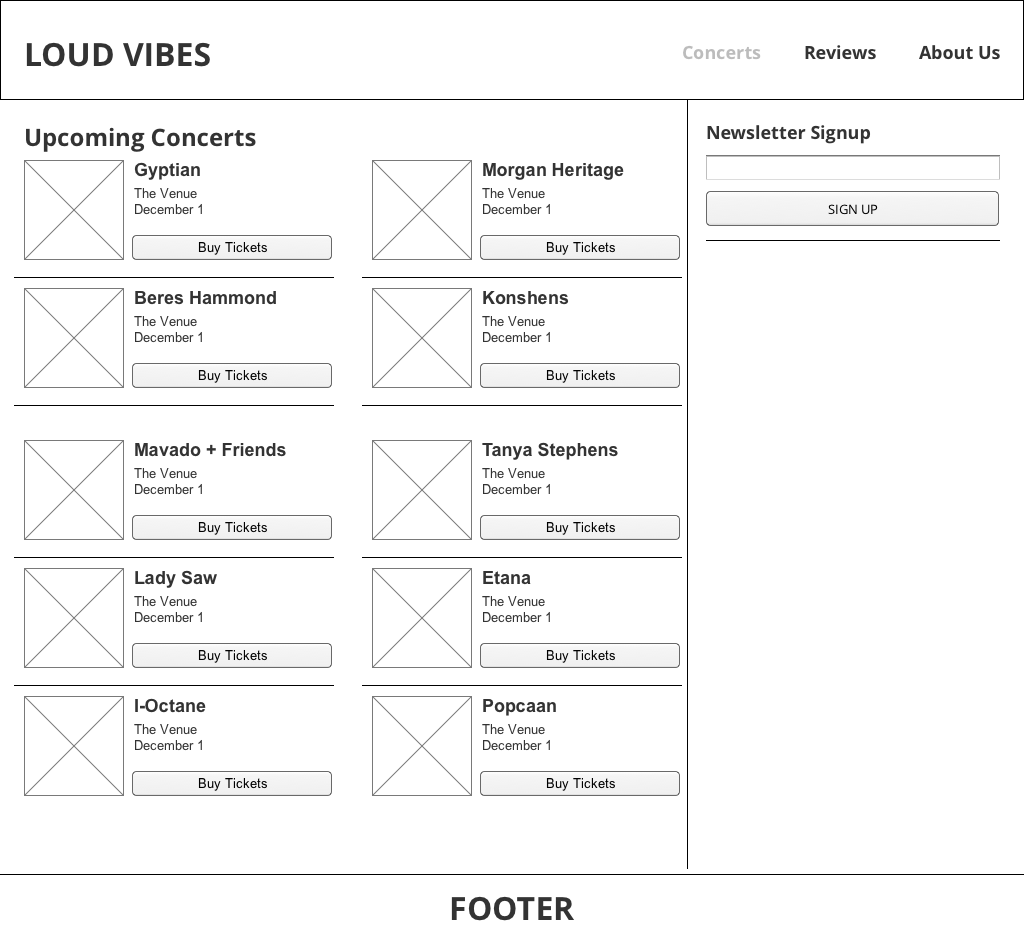 LOUD VIBES
Concerts
Reviews
About Us
Upcoming Concerts
Gyptian
The Venue
December 1
Buy Tickets
Morgan Heritage
The Venue
December 1
Buy Tickets
Beres Hammond
The Venue
December 1
Buy Tickets
Konshens
The Venue
December 1
Buy Tickets
Mavado + Friends
The Venue
December 1
Buy Tickets
Tanya Stephens
The Venue
December 1
Buy Tickets
Lady Saw
The Venue
December 1
Buy Tickets
Etana
The Venue
December 1
Buy Tickets
I-Octane
The Venue
December 1
Buy Tickets
Popcaan
The Venue
December 1
Buy Tickets
Newsletter Signup
SIGN UP
FOOTER